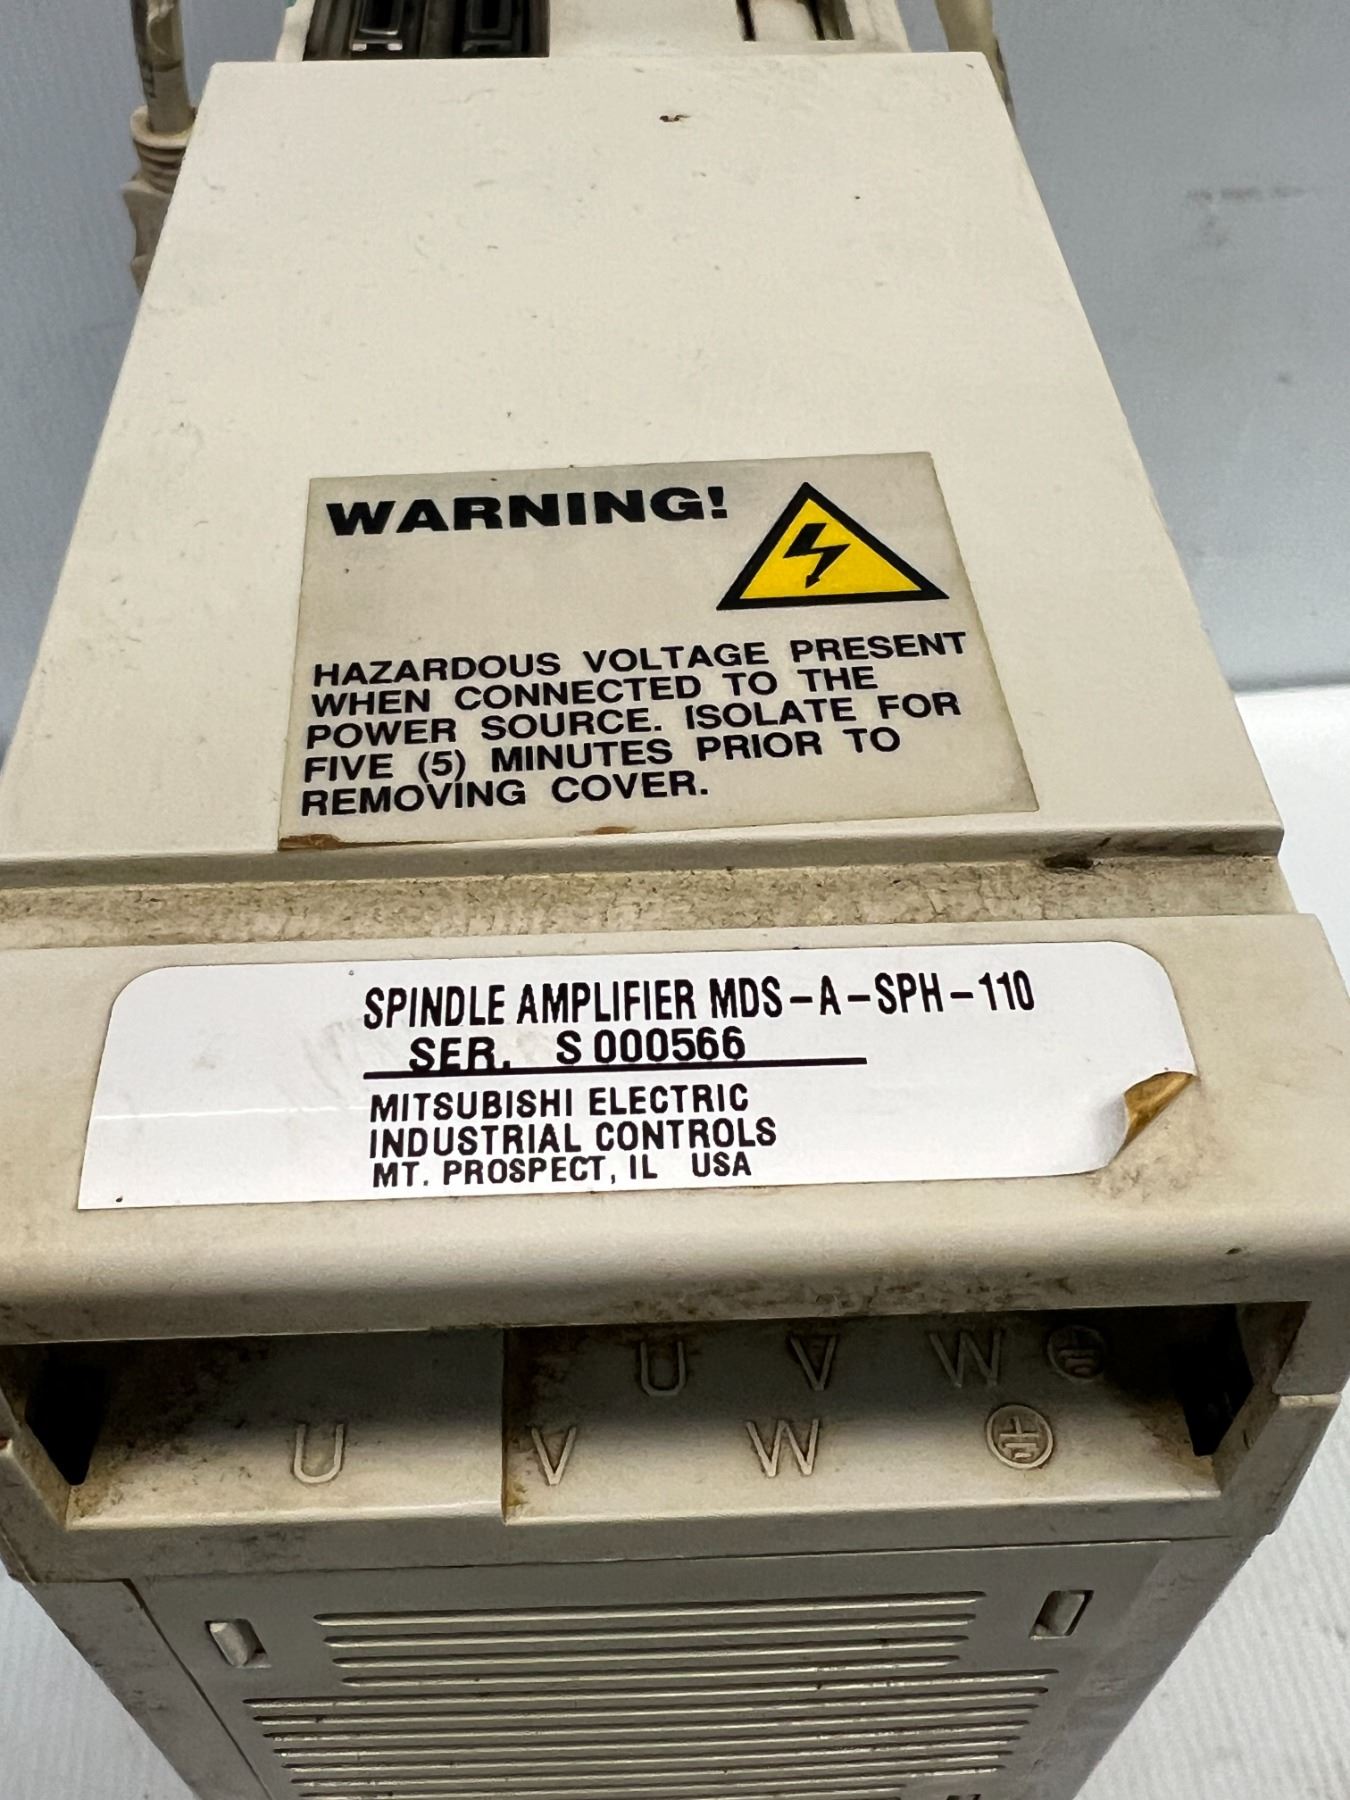 WARNING!
HAZARDOUS VOLTAGE PRESENT
WHEN CONNECTED TO THE
POWER SOURCE. ISOLATE FOR
FIVE (5) MINUTES PRIOR TO
REMOVING COVER.
SPINDLE AMPLIFIER MDS-A-SPH-110
SER. S 000566
MITSUBISHI ELECTRIC
INDUSTRIAL CONTROLS
MT. PROSPECT, IL USA
U V W
U V W